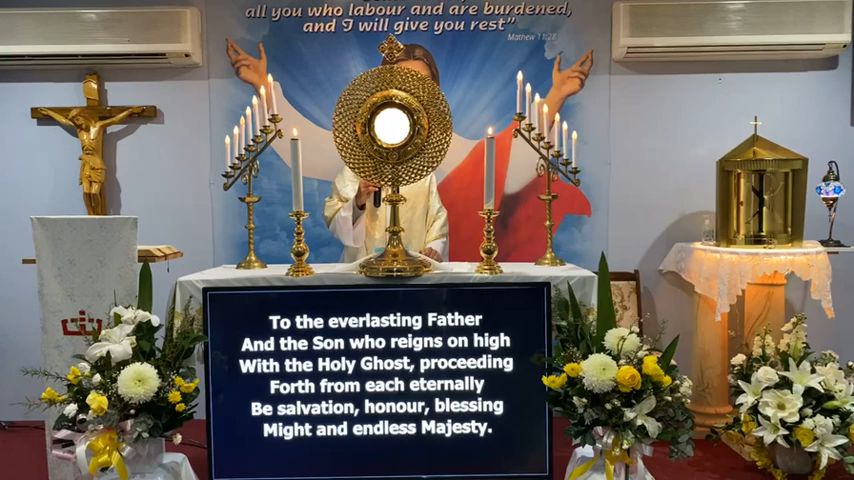 all you who labour and are burdened,
and I will give you rest"
Mathew 11:28
To the everlasting Father
And the Son who reigns on high
With the Holy Ghost, proceeding
Forth from each eternally
Be salvation, honour, blessing
Might and endless Majesty.